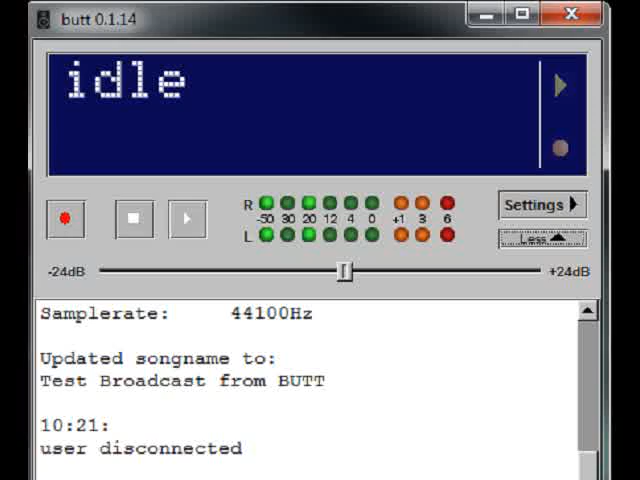 butt 0.1.14
idle
R
-50 30 20 12 4 0 +1 3 6
L
Settings
Less
-24dB
+24dB
Samplerate: 44100Hz
Updated songname to:
Test Broadcast from BUTT
10:21:
user disconnected